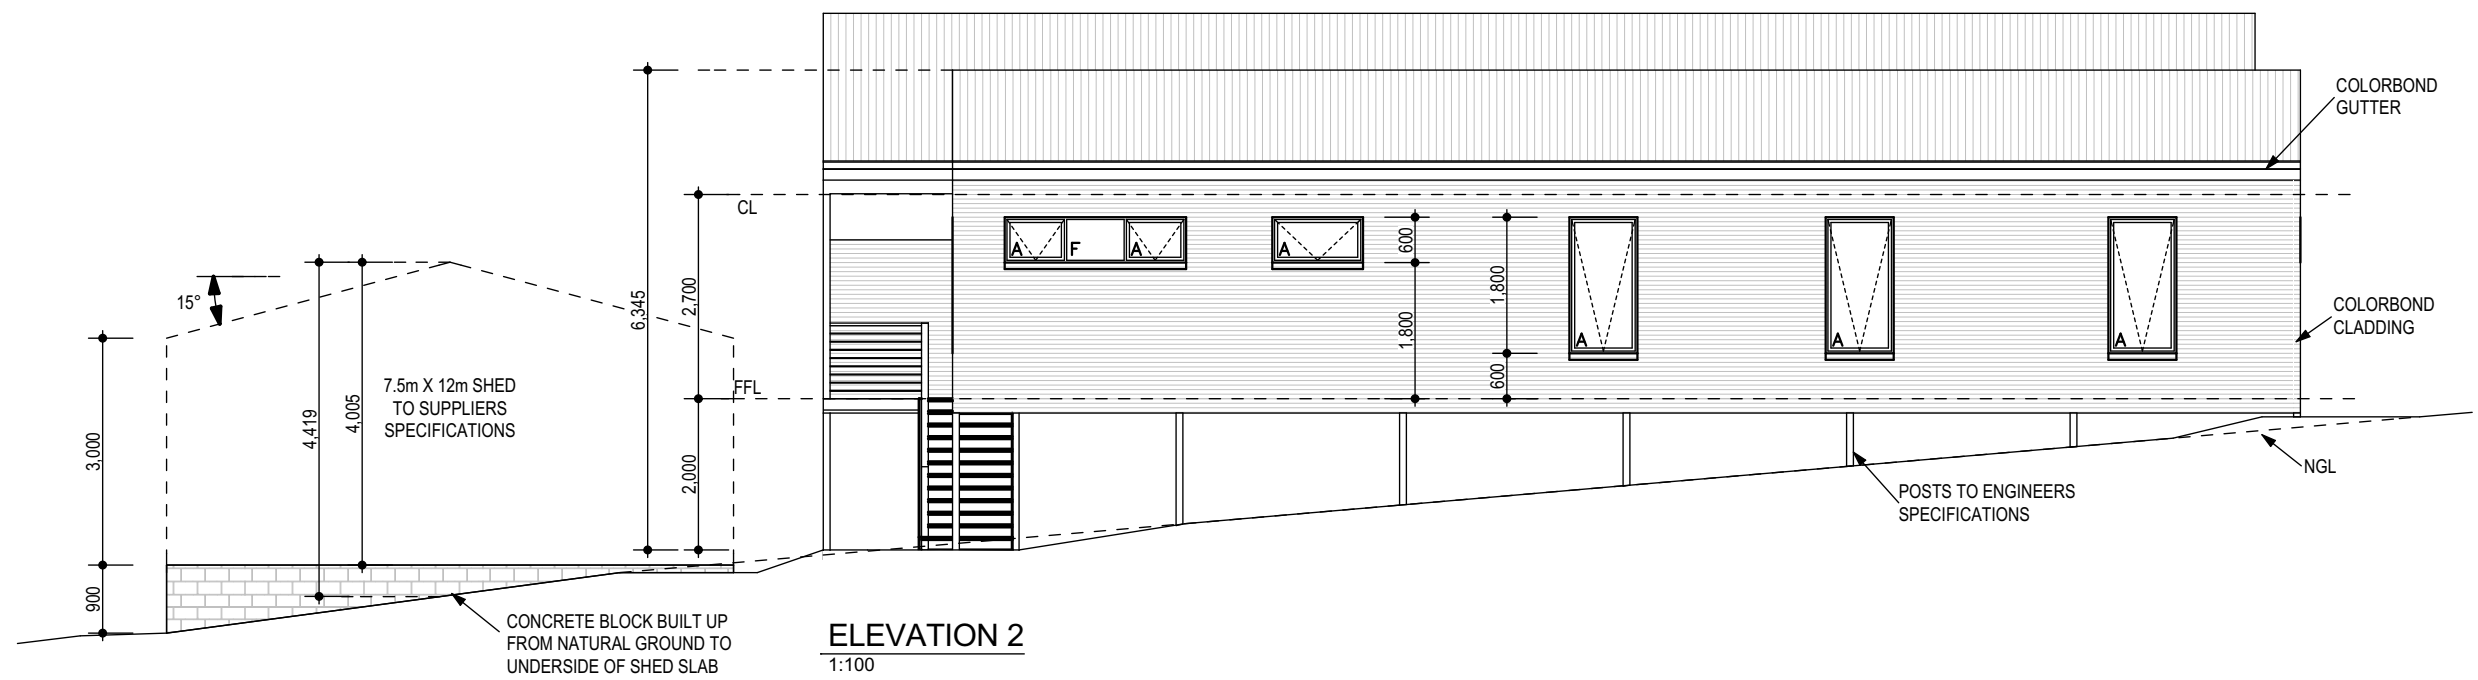 COLORBOND
GUTTER
CL
A
F
A
A
600
1,800
1,800
600
A
A
A
15°
6,345
2,700
COLORBOND
CLADDING
7.5m X 12m SHED
TO SUPPLIERS
SPECIFICATIONS
FFL
3,000
4,419
4,005
2,000
NGL
POSTS TO ENGINEERS
SPECIFICATIONS
900
CONCRETE BLOCK BUILT UP
FROM NATURAL GROUND TO
UNDERSIDE OF SHED SLAB
ELEVATION 2
1:100